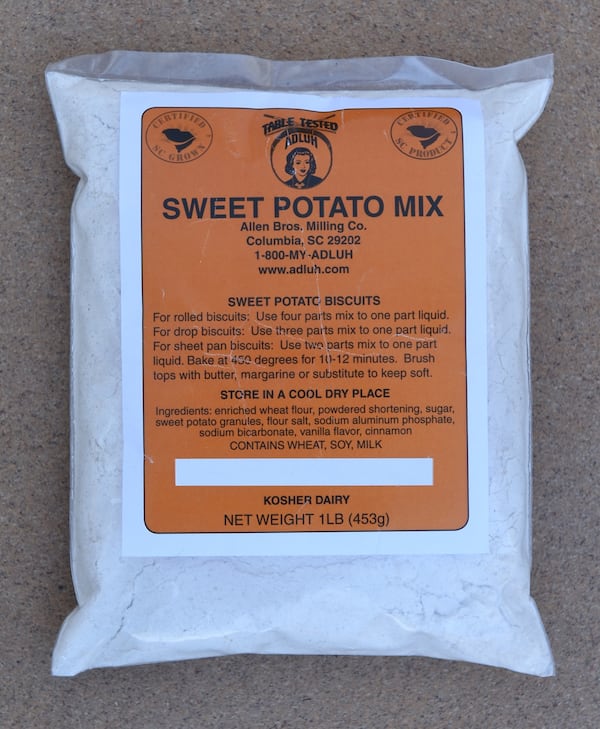 CERTIFIED
SC GROWN
TABLE TESTED
ADLUH
CERTIFIED
SC PRODUCT
SWEET POTATO MIX
Allen Bros. Milling Co.
Columbia, SC 29202
1-800-MY-ADLUH
www.adluh.com
SWEET POTATO BISCUITS
For rolled biscuits: Use four parts mix to one part liquid.
For drop biscuits: Use three parts mix to one part liquid.
For sheet pan biscuits: Use two parts mix to one part
liquid. Bake at 450 degrees for 10-12 minutes. Brush
tops with butter, margarine or substitute to keep soft.
STORE IN A COOL DRY PLACE
Ingredients: enriched wheat flour, powdered shortening, sugar,
sweet potato granules, flour salt, sodium aluminum phosphate,
sodium bicarbonate, vanilla flavor, cinnamon
CONTAINS WHEAT, SOY, MILK
KOSHER DAIRY
NET WEIGHT 1LB (453g)